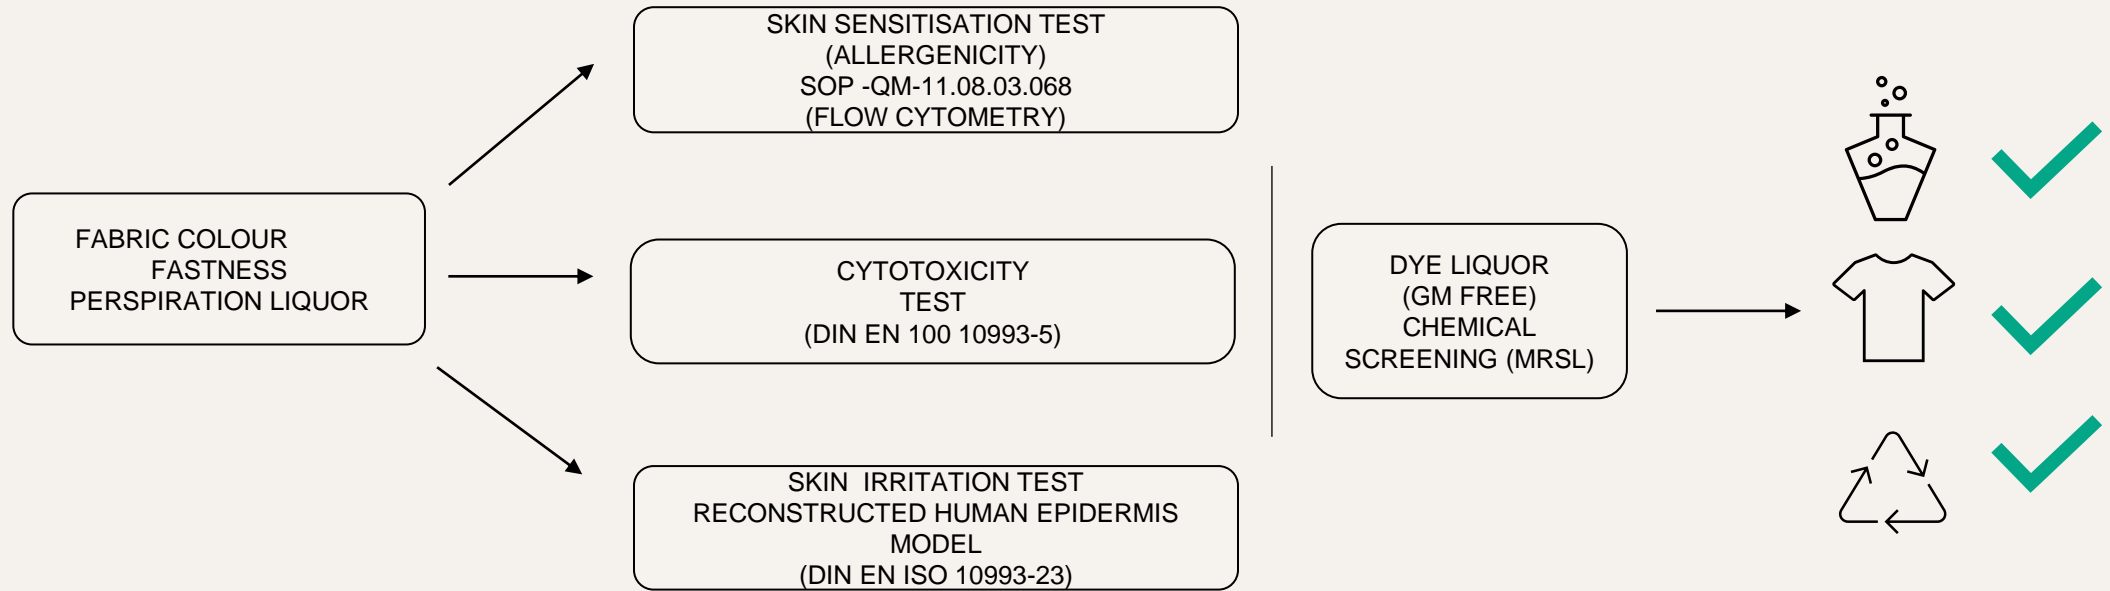 FABRIC COLOUR
FASTNESS
PERSPIRATION LIQUOR
SKIN SENSITISATION TEST
(ALLERGENICITY)
SOP -QM-11.08.03.068
(FLOW CYTOMETRY)
CYTOTOXICITY
TEST
(DIN EN 100 10993-5)
SKIN  IRRITATION TEST
RECONSTRUCTED HUMAN EPIDERMIS
MODEL
(DIN EN ISO 10993-23)
DYE LIQUOR
(GM FREE)
CHEMICAL
SCREENING (MRSL)